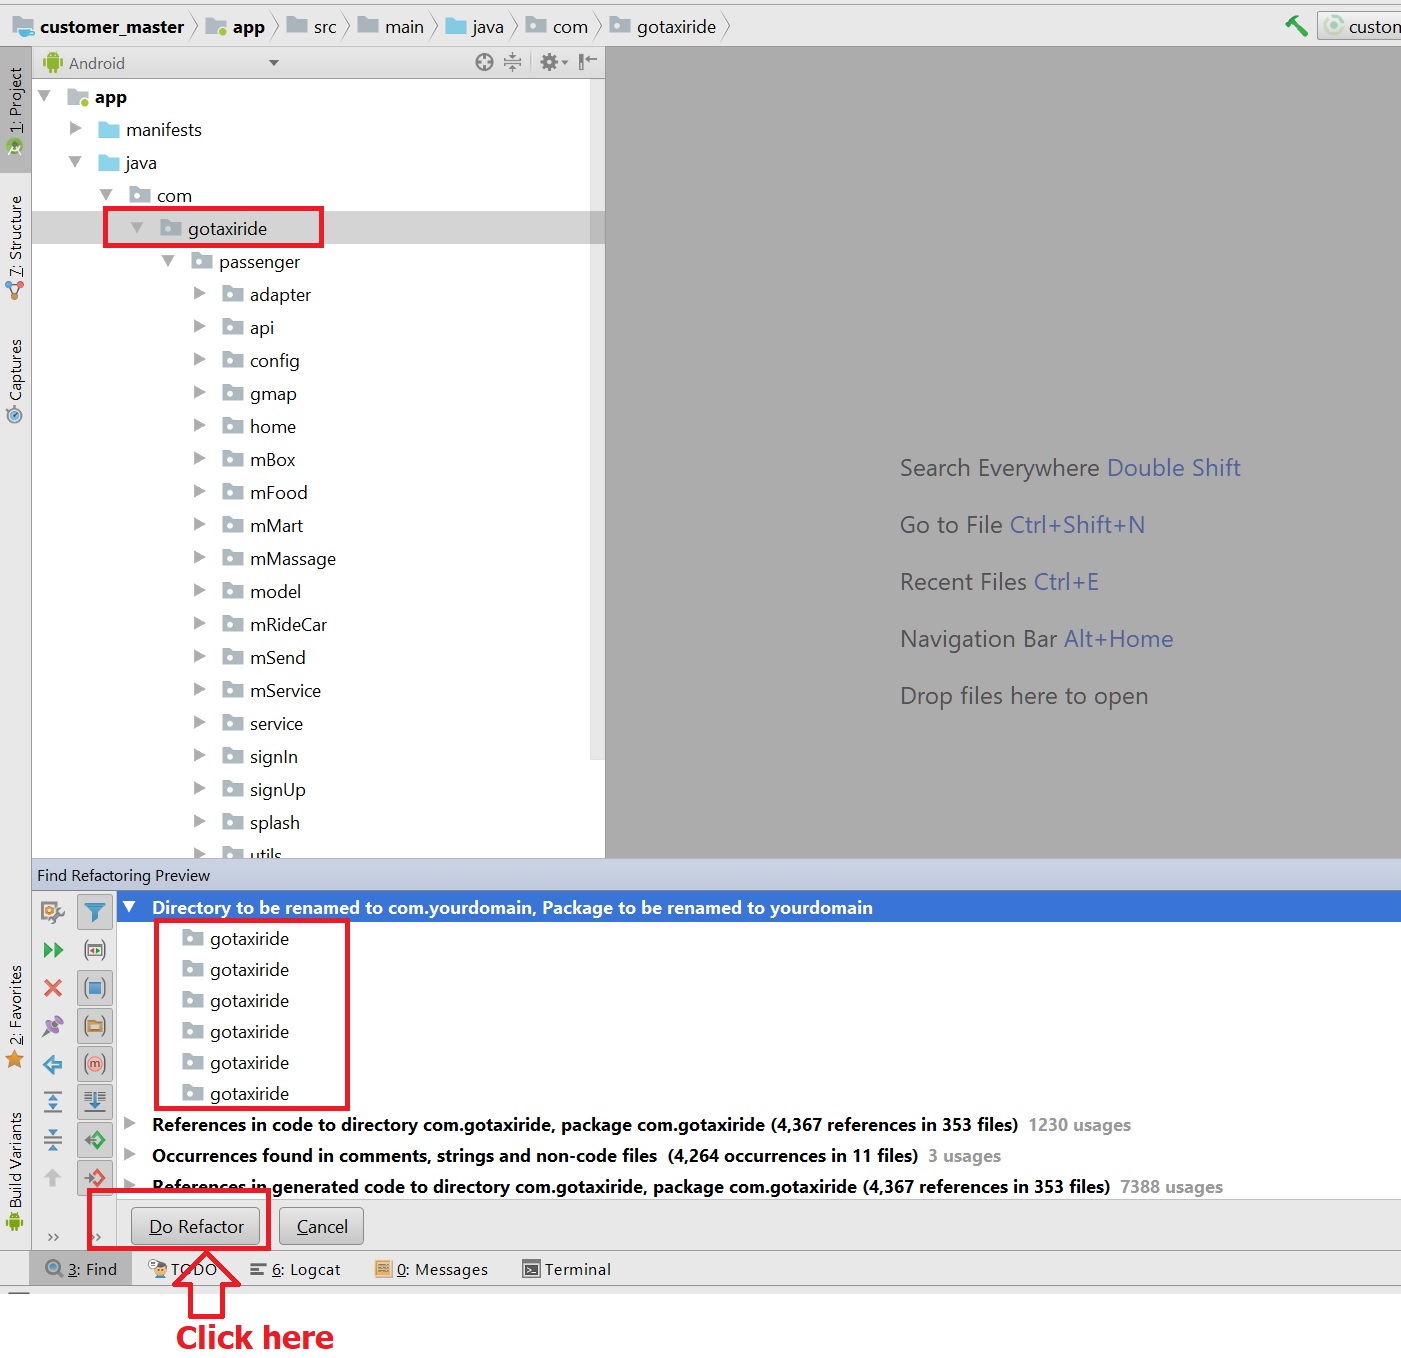 customer_master app src main java com gotaxiride custom
Android
1: Project
7: Structure
Captures
2: Favorites
Build Variants
app
manifests
java
com
gotaxiride
passenger
adapter
api
config
gmap
home
mBox
mFood
mMart
mMassage
model
mRideCar
mSend
mService
service
signIn
signUp
splash
utils
Search Everywhere Double Shift
Go to File Ctrl+Shift+N
Recent Files Ctrl+E
Navigation Bar Alt+Home
Drop files here to open
Find Refactoring Preview
Directory to be renamed to com.yourdomain, Package to be renamed to yourdomain
gotaxiride
gotaxiride
gotaxiride
gotaxiride
gotaxiride
gotaxiride
References in code to directory com.gotaxiride, package com.gotaxiride (4,367 references in 353 files) 1230 usages
Occurrences found in comments, strings and non-code files (4,264 occurrences in 11 files) 3 usages
References in generated code to directory com.gotaxiride, package com.gotaxiride (4,367 references in 353 files) 7388 usages
Do Refactor Cancel
3: Find TODO 6: Logcat 0: Messages Terminal
Click here